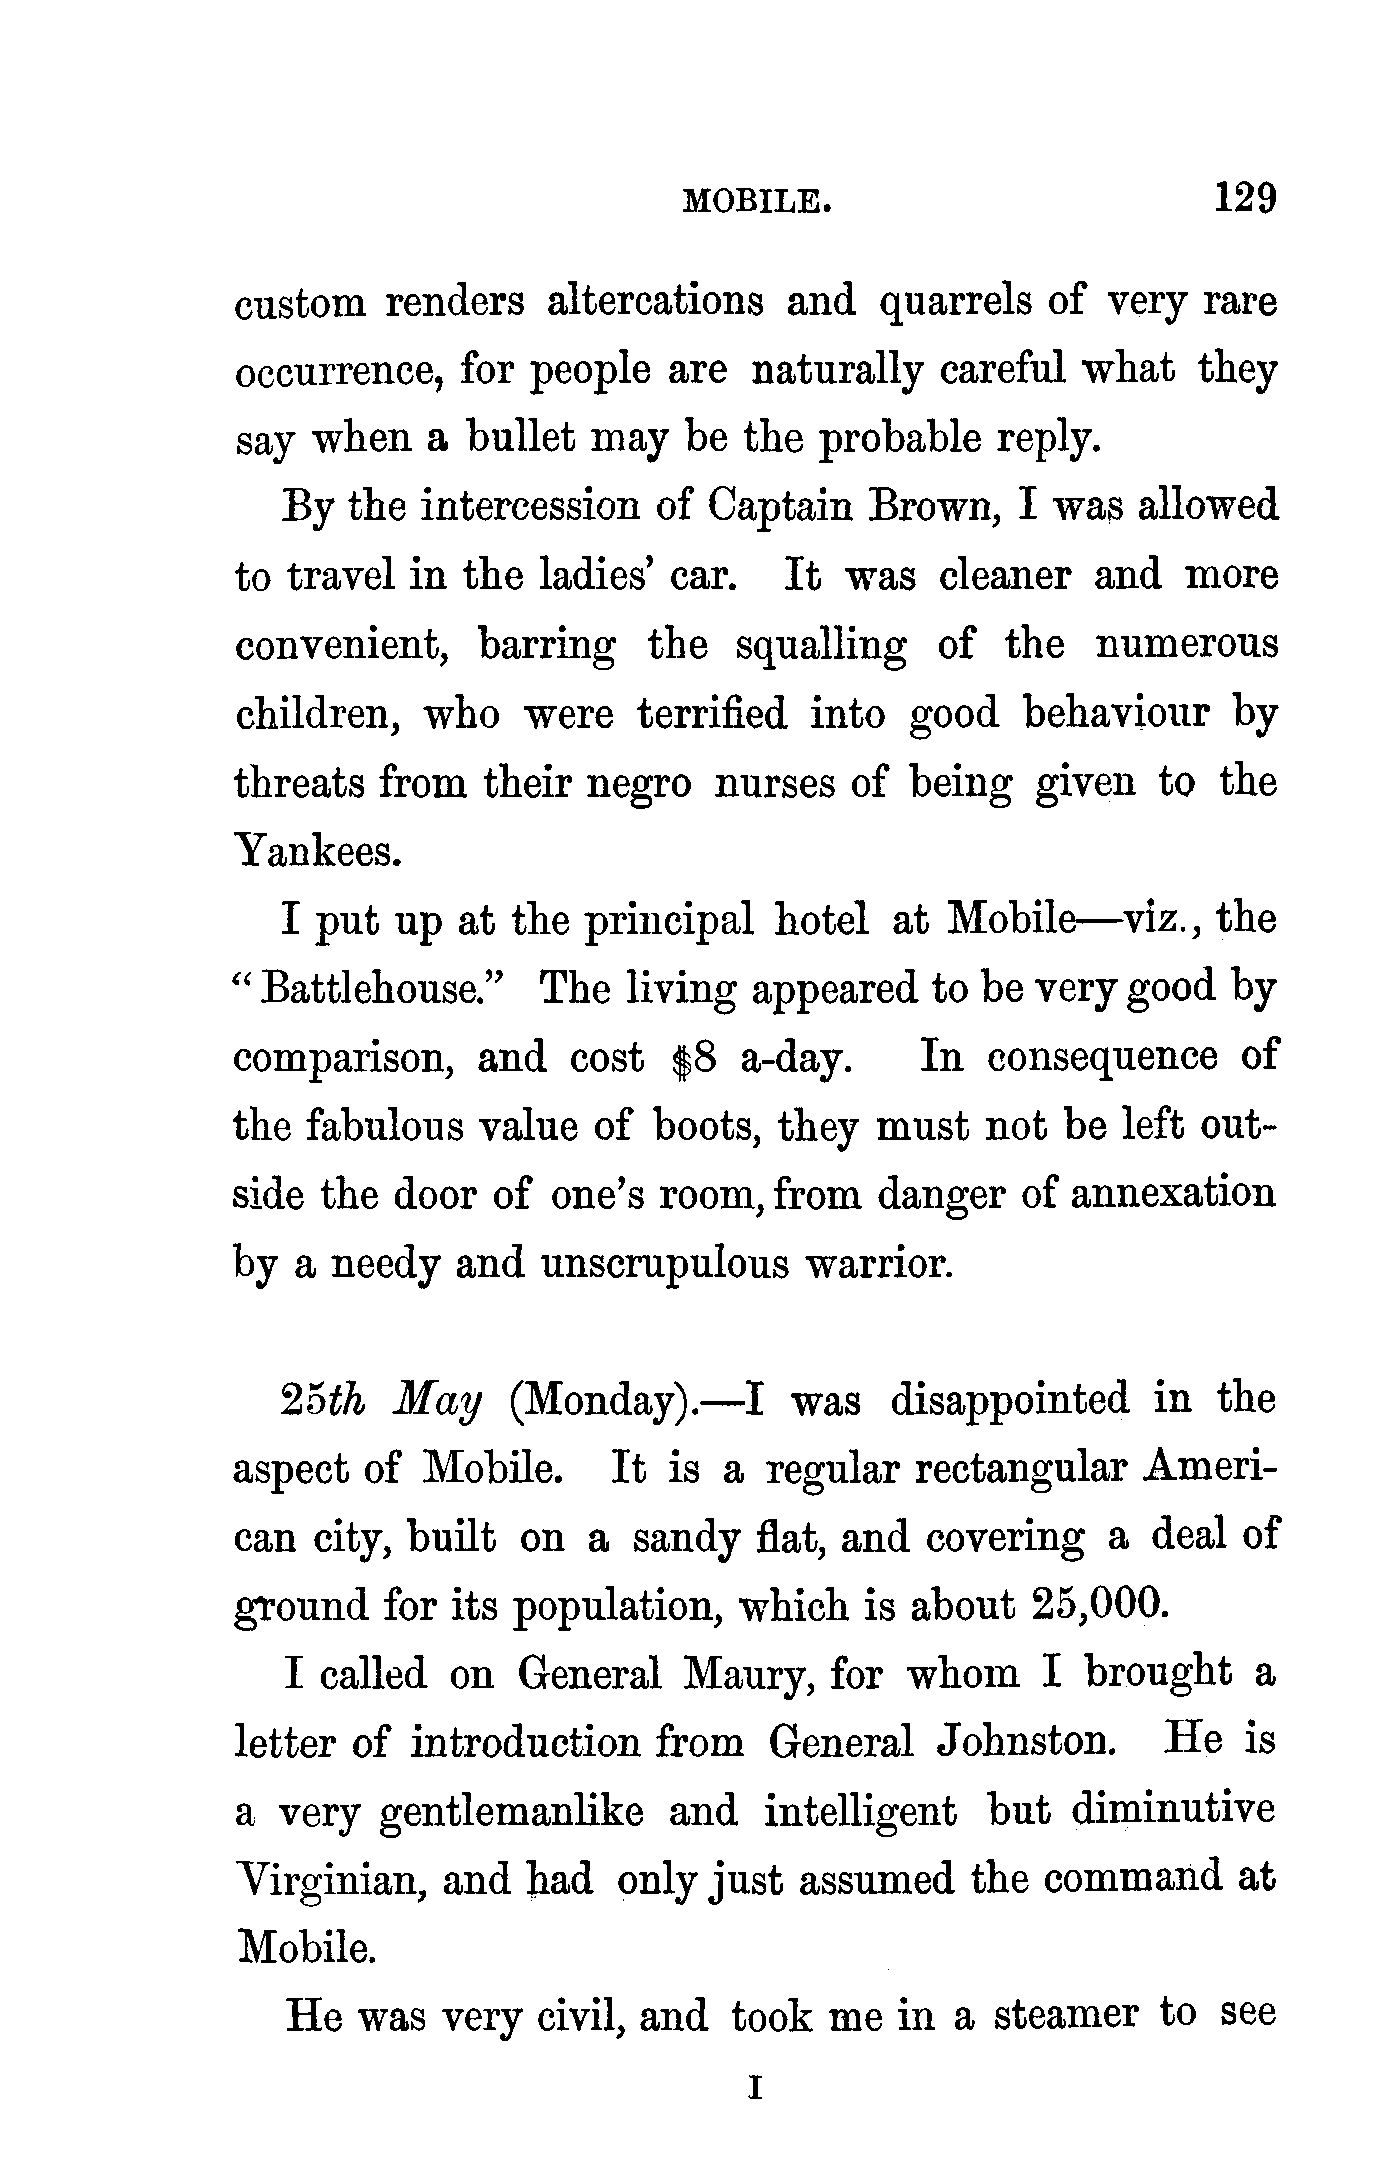 MOBILE. 129
custom renders altercations and quarrels of very rare
occurrence, for people are naturally careful what they
say when a bullet may be the probable reply.
By the intercession of Captain Brown, I was allowed
to travel in the ladies’ car. It was cleaner and more
convenient, barring the squalling of the numerous
children, who were terrified into good behaviour by
threats from their negro nurses of being given to the
Yankees.
I put up at the principal hotel at Mobile—viz., the
“Battlehouse.” The living appeared to be very good by
comparison, and cost $8 a-day. In consequence of
the fabulous value of boots, they must not be left out-
side the door of one’s room, from danger of annexation
by a needy and unscrupulous warrior.
25th May (Monday).—I was disappointed in the
aspect of Mobile. It is a regular rectangular Ameri-
can city, built on a sandy flat, and covering a deal of
ground for its population, which is about 25,000.
I called on General Maury, for whom I brought a
letter of introduction from General Johnston. He is
a very gentlemanlike and intelligent but diminutive
Virginian, and had only just assumed the command at
Mobile.
He was very civil, and took me in a steamer to see
I